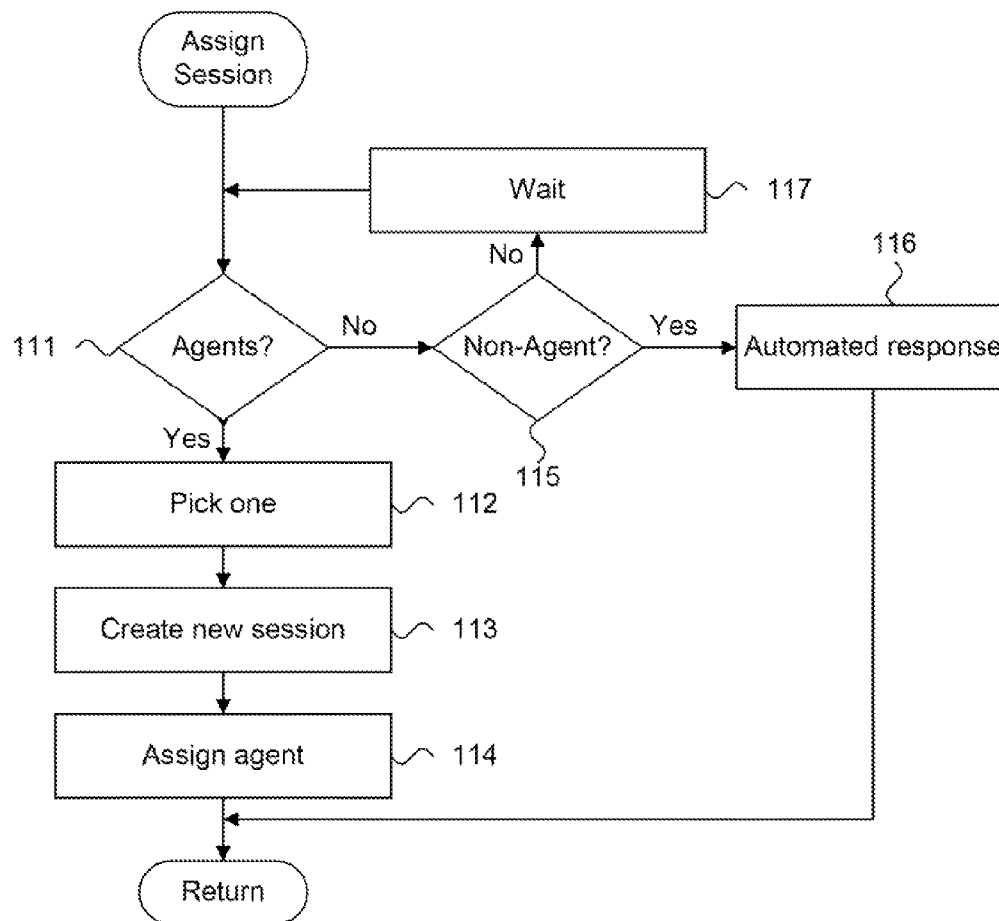 Assign
Session
Wait
117
No
116
111
Agents?
No
Non-Agent?
Yes
Automated response
Yes
115
Pick one
112
Create new session
113
Assign agent
114
Return